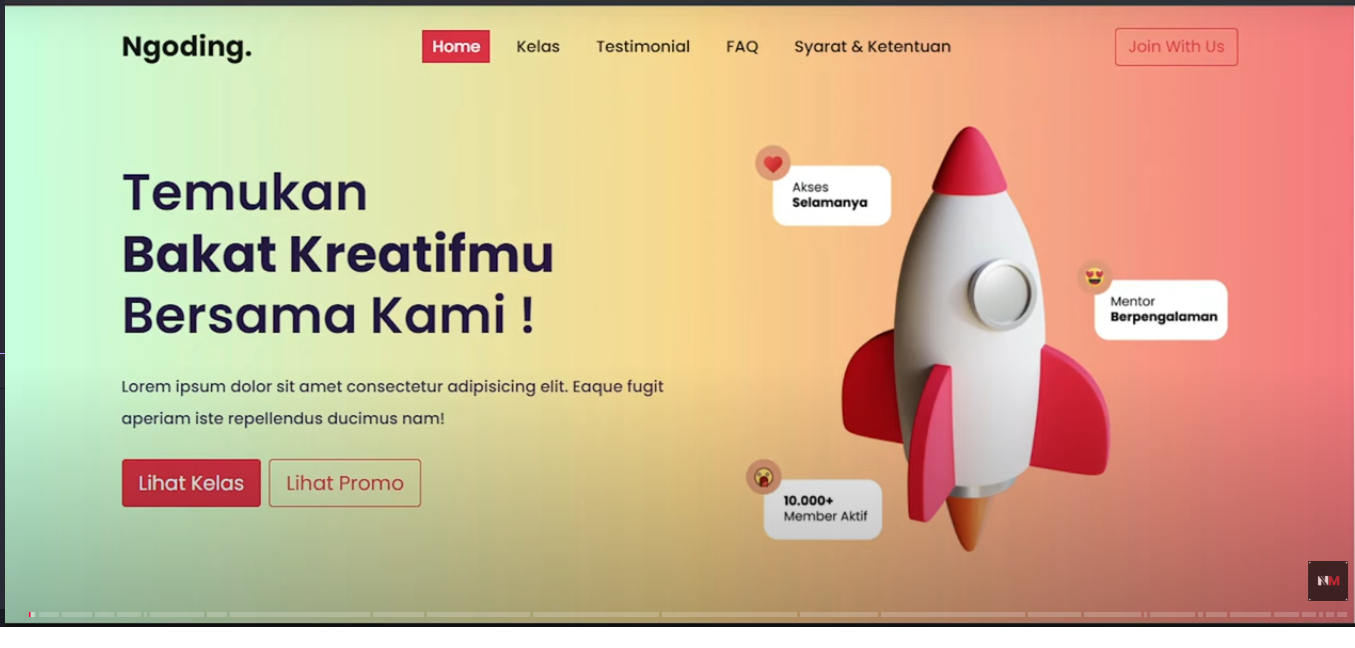 Ngoding.
Home
Kelas
Testimonial
FAQ
Syarat & Ketentuan
Join With Us
Temukan
Bakat Kreatifmu
Bersama Kami !
Lorem ipsum dolor sit amet consectetur adipisicing elit. Eaque fugit
aperiam iste repellendus ducimus nam!
Lihat Kelas
Lihat Promo
Akses
Selamanya
Mentor
Berpengalaman
10.000+
Member Aktif
NM